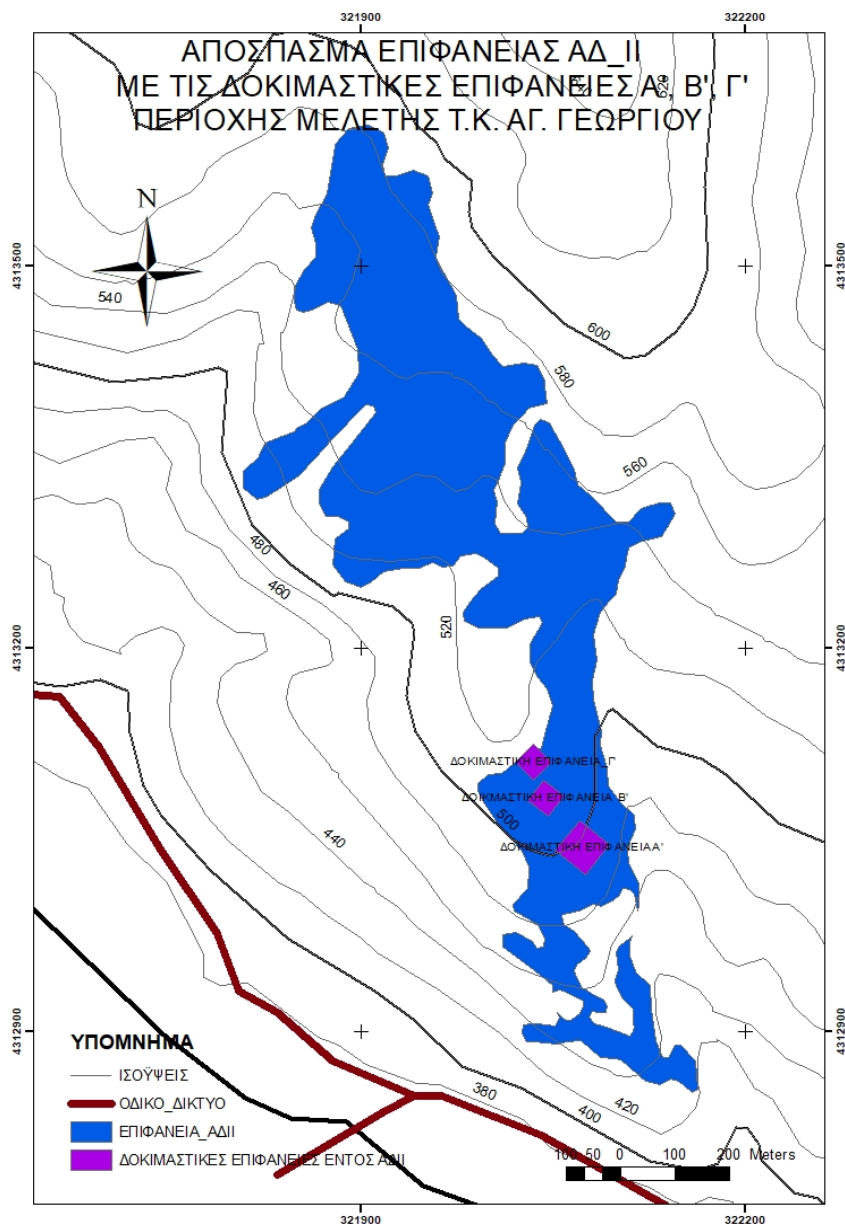 321900
322200
ΑΠΟΣΠΑΣΜΑ ΕΠΙΦΑΝΕΙΑΣ ΑΔ_ΙΙ
ΜΕ ΤΙΣ ΔΟΚΙΜΑΣΤΙΚΕΣ ΕΠΙΦΑΝΕΙΕΣ Α', Β', Γ'
ΠΕΡΙΟΧΗΣ ΜΕΛΕΤΗΣ Τ.Κ. ΑΓ. ΓΕΩΡΓΙΟΥ
640
620
N
4313500
4313500
540
600
580
560
480
460
520
4313200
4313200
ΔΟΚΙΜΑΣΤΙΚΗ ΕΠΙΦΑΝΕΙΑ_Γ'
ΔΟΙΚΜΑΣΤΙΚΗ ΕΠΙΦΑΝΕΙΑ Β'
500
ΔΟΚΙΜΑΣΤΙΚΗ ΕΠΙΦΑΝΕΙΑΑ'
440
4312900
4312900
ΥΠΟΜΝΗΜΑ
ΙΣΟΫΨΕΙΣ
ΟΔΙΚΟ_ΔΙΚΤΥΟ
ΕΠΙΦΑΝΕΙΑ_ΑΔΙΙ
ΔΟΚΙΜΑΣΤΙΚΕΣ ΕΠΙΦΑΝΕΙΕΣ ΕΝΤΟΣ ΑΔΙΙ
380
400
420
100 50 0 100 200 Meters
321900
322200